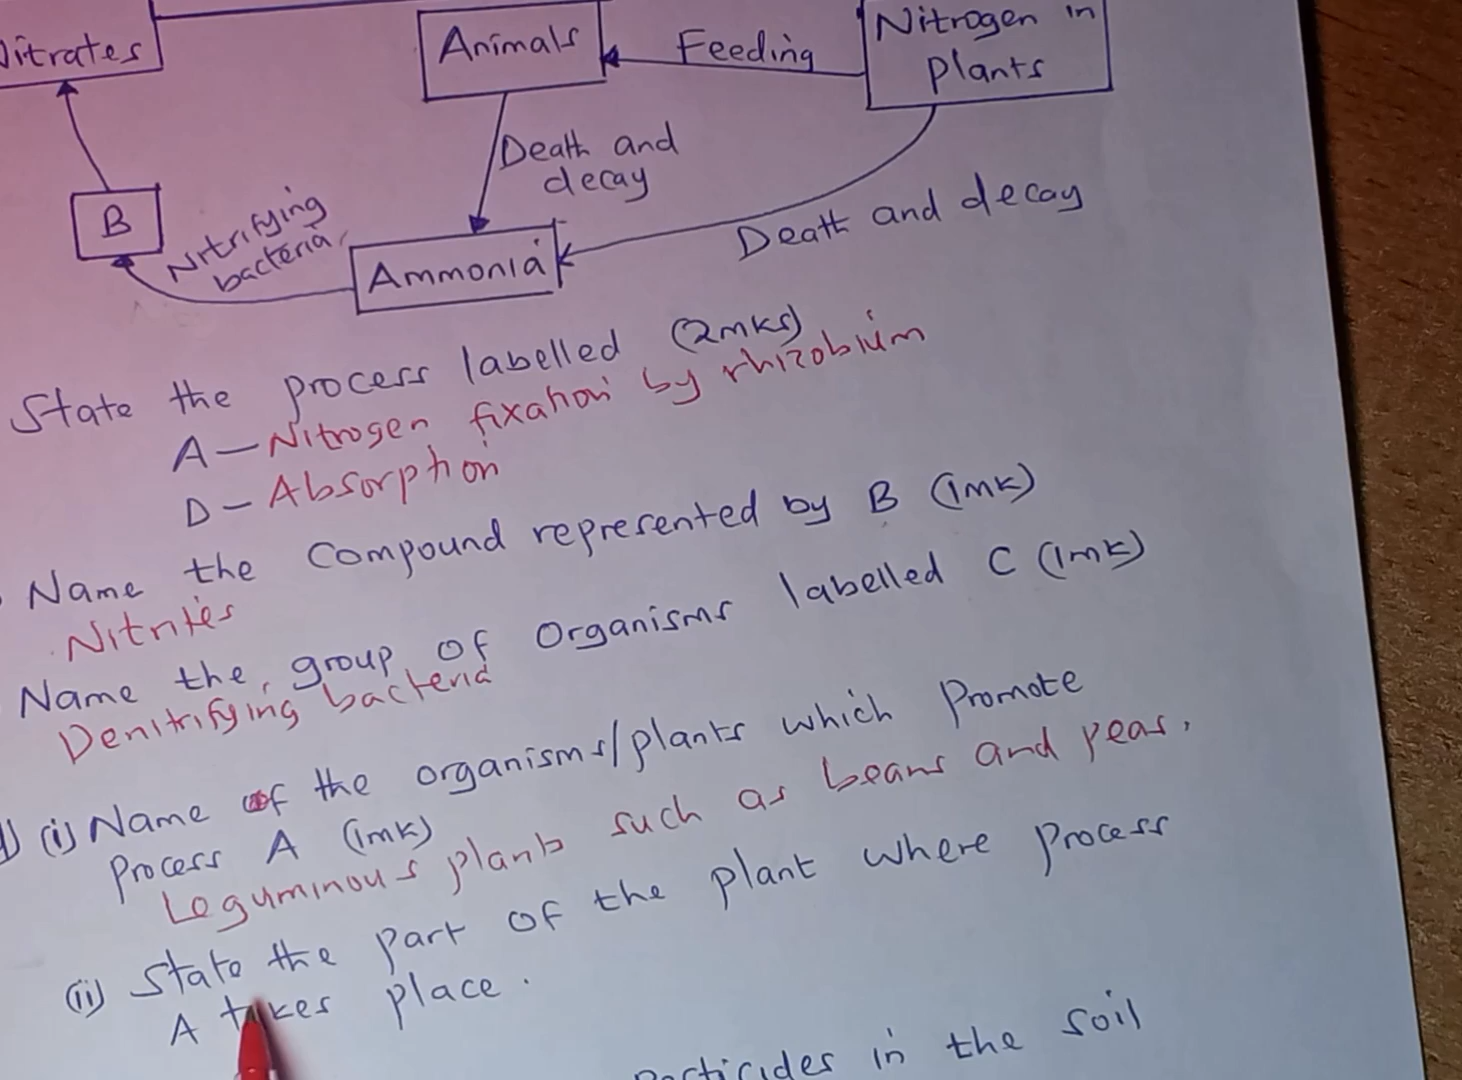 Nitrates
Animals
Feeding
Nitrogen in
plants
Death and
decay
B
Nitrifying
bacteria
Ammonia
Death and decay
State the process labelled (2mks)
A - Nitrogen fixation by rhizobium
D - Absorption
Name the compound represented by B (1mk)
Nitrites
Name the group of organisms labelled C (1mk)
Denitrifying bacteria
(i) Name of the organisms/plants which promote
process A (1mk)
Leguminous plants such as beans and peas.
(ii) State the part of the plant where process
A takes place.
pesticides in the soil